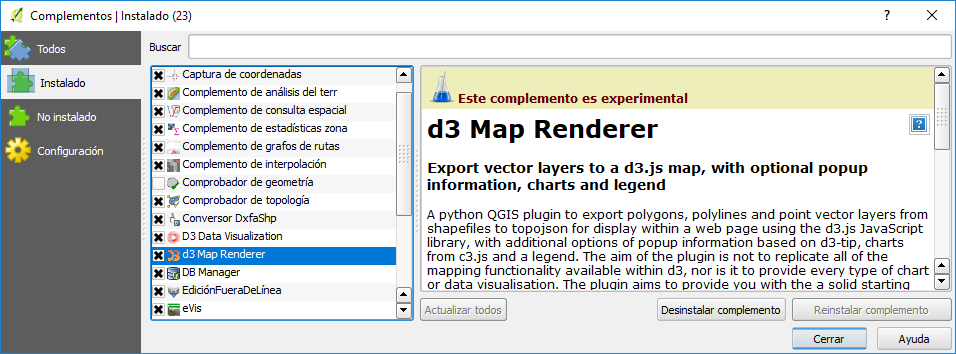 Complementos | Instalado (23)
?
Todos
Instalado
No instalado
Configuración
Buscar
Captura de coordenadas
Complemento de análisis del terr
Complemento de consulta espacial
Complemento de estadísticas zona
Complemento de grafos de rutas
Complemento de interpolación
Comprobador de geometría
Comprobador de topología
Conversor DxfaShp
D3 Data Visualization
d3 Map Renderer
DB Manager
EdiciónFueraDeLínea
eVis
Este complemento es experimental
d3 Map Renderer
?
Export vector layers to a d3.js map, with optional popup
information, charts and legend
A python QGIS plugin to export polygons, polylines and point vector layers from
shapefiles to topojson for display within a web page using the d3.js JavaScript
library, with additional options of popup information based on d3-tip, charts
from c3.js and a legend. The aim of the plugin is not to replicate all of the
mapping functionality available within d3, nor is it to provide every type of chart
or data visualisation. The plugin aims to provide you with the a solid starting
Actualizar todos
Desinstalar complemento
Reinstalar complemento
Cerrar
Ayuda